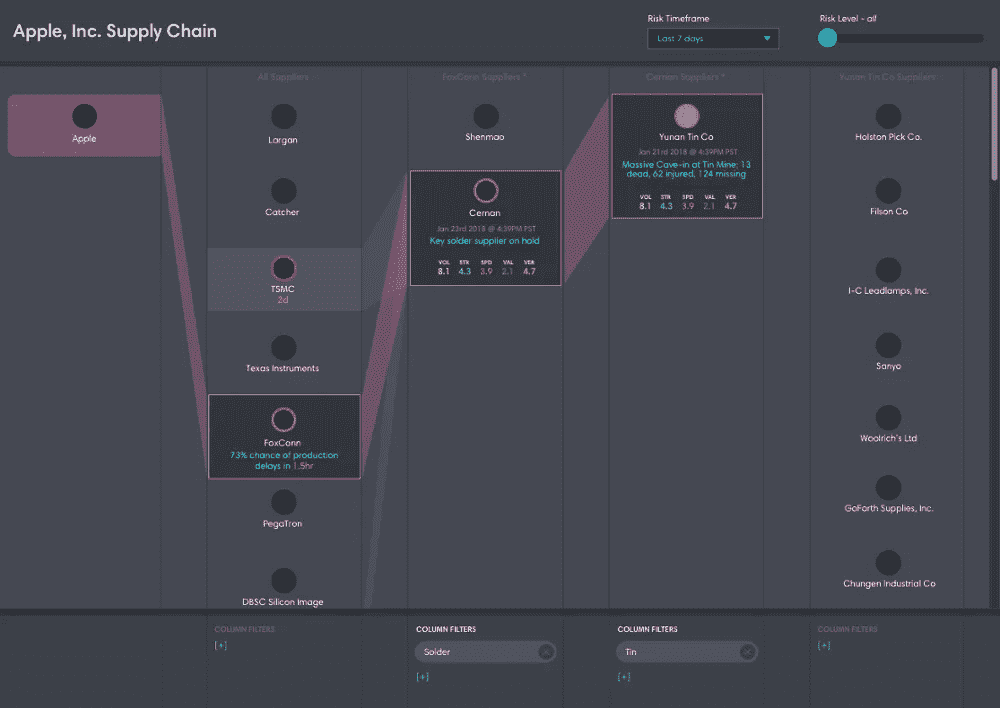 Apple, Inc. Supply Chain
Risk Timeframe
Last 7 days
Risk Level - all
All Suppliers
FoxConn Suppliers *
Cernan Suppliers *
Yunan Tin Co Suppliers
Apple
Largan
Catcher
TSMC
2d
Texas Instruments
FoxConn
73% chance of production
delays in 1.5hr
PegaTron
DBSC Silicon Image
Shenmao
Cernan
Jan 23rd 2018 @ 4:39PM PST
Key solder supplier on hold
VOL STR SPD VAL VER
8.1 4.3 3.9 2.1 4.7
Yunan Tin Co
Jan 21rd 2018 @ 4:39PM PST
Massive Cave-in at Tin Mine; 13
dead, 62 injured, 124 missing
VOL STR SPD VAL VER
8.1 4.3 3.9 2.1 4.7
Holston Pick Co.
Filson Co
I-C Leadlamps, Inc.
Sanyo
Woolrich's Ltd
GoForth Supplies, Inc.
Chungen Industrial Co
COLUMN FILTERS
[+]
COLUMN FILTERS
Solder
[+]
COLUMN FILTERS
Tin
[+]
COLUMN FILTERS
[+]